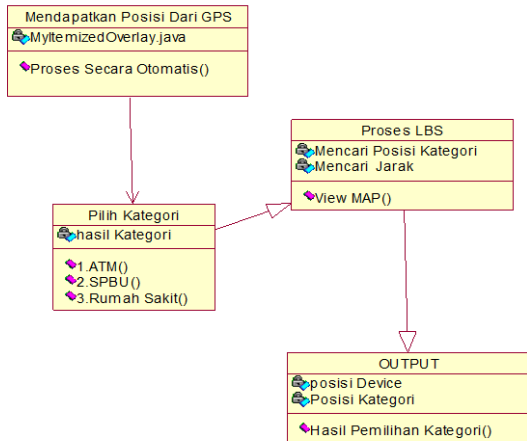 Mendapatkan Posisi Dari GPS
MyItemizedOverlay.java
Proses Secara Otomatis()
Proses LBS
Mencari Posisi Kategori
Mencari Jarak
View MAP()
Pilih Kategori
hasil Kategori
1.ATM()
2.SPBU()
3.Rumah Sakit()
OUTPUT
posisi Device
Posisi Kategori
Hasil Pemilihan Kategori()